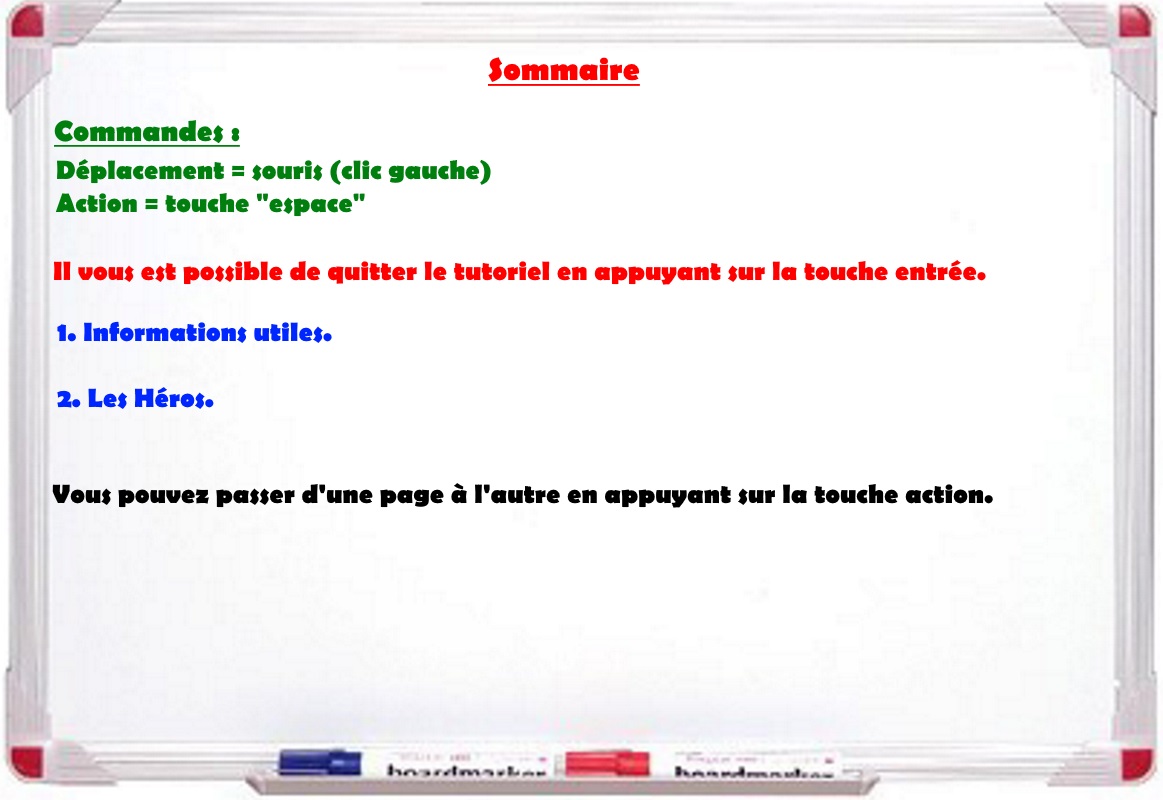 Sommaire
Commandes :
Déplacement = souris (clic gauche)
Action = touche "espace"
Il vous est possible de quitter le tutoriel en appuyant sur la touche entrée.
1. Informations utiles.
2. Les Héros.
Vous pouvez passer d'une page à l'autre en appuyant sur la touche action.
boardmarker boardmarker